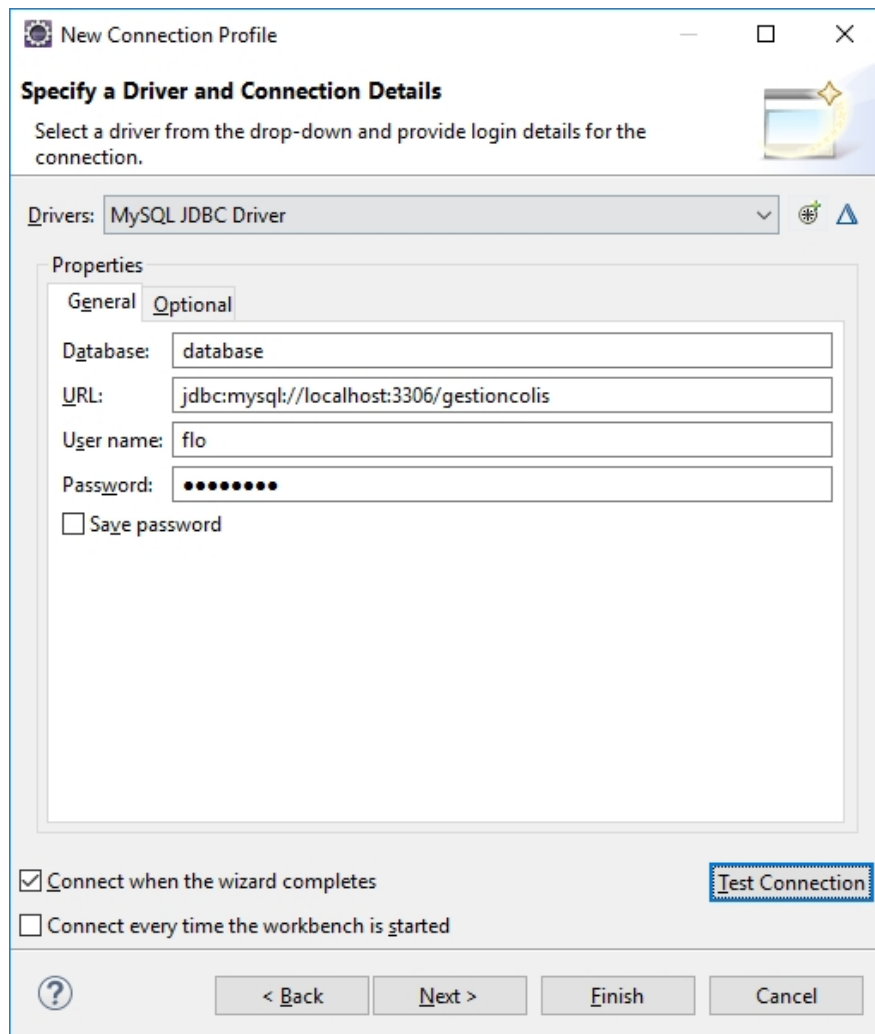 New Connection Profile
Specify a Driver and Connection Details
Select a driver from the drop-down and provide login details for the
connection.
Drivers: MySQL JDBC Driver
Properties
General Optional
Database: database
URL: jdbc:mysql://localhost:3306/gestioncolis
User name: flo
Password: ●●●●●●●●
Save password
Connect when the wizard completes
Test Connection
Connect every time the workbench is started
? < Back Next > Finish Cancel